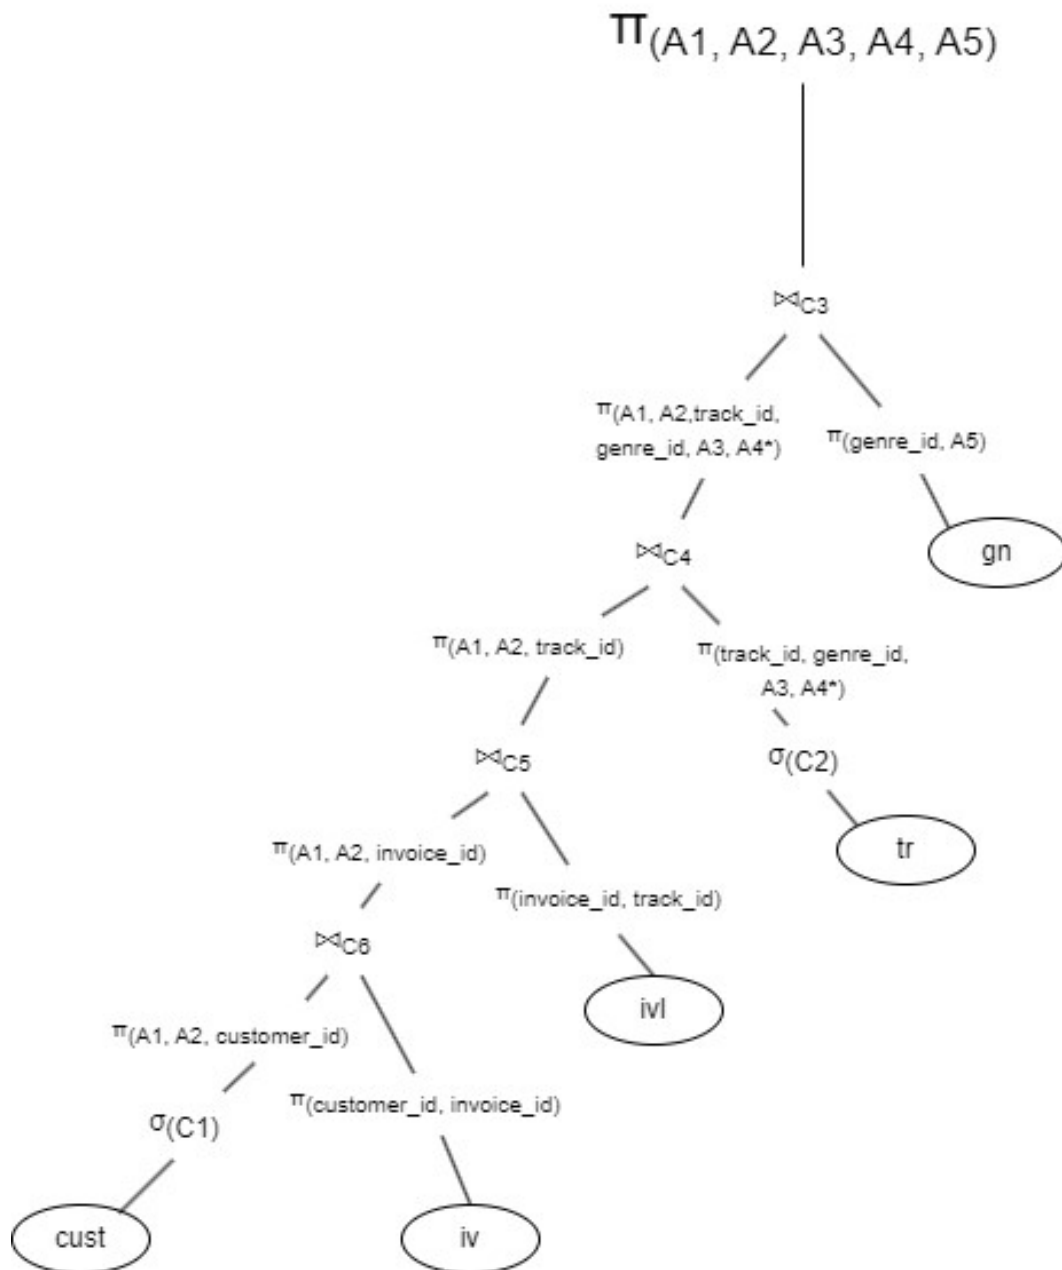 π(A1, A2, A3, A4, A5)
⋈C3
π(A1, A2,track_id,
genre_id, A3, A4*)
π(genre_id, A5)
gn
⋈C4
π(A1, A2, track_id)
π(track_id, genre_id,
A3, A4*)
⋈C5
σ(C2)
tr
π(A1, A2, invoice_id)
π(invoice_id, track_id)
⋈C6
ivl
π(A1, A2, customer_id)
π(customer_id, invoice_id)
σ(C1)
cust
iv